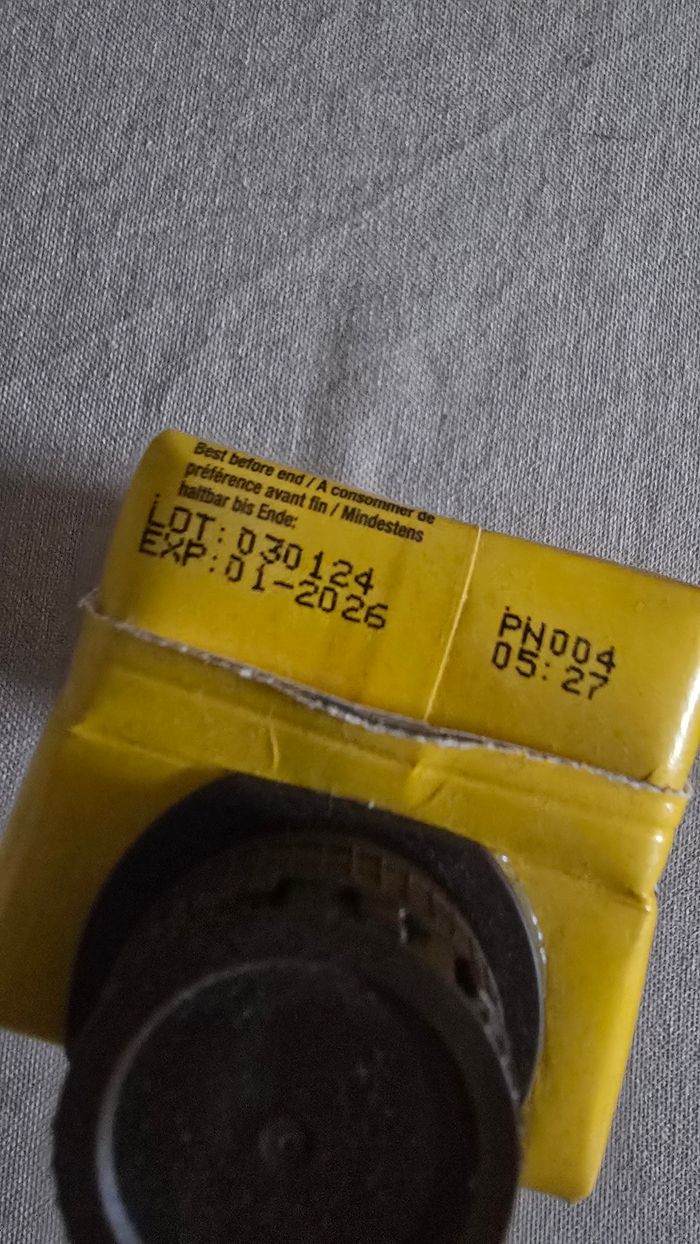 Best before end / À consommer de
préférence avant fin / Mindestens
haltbar bis Ende:
LOT: 030124
EXP:01-2026
PN004
05:27